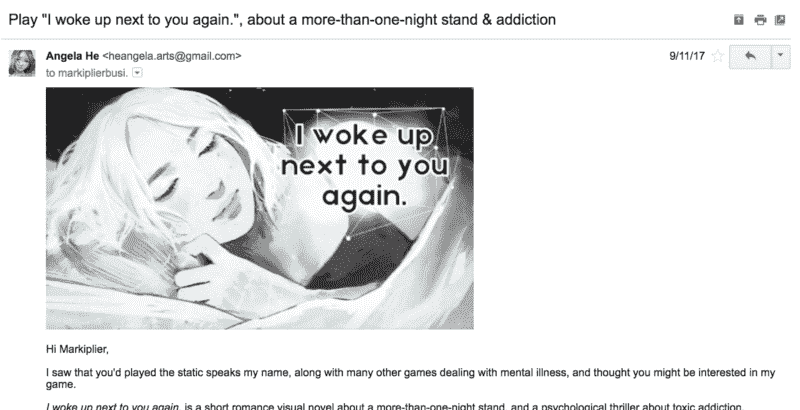 Play "I woke up next to you again.", about a more-than-one-night stand & addiction
Angela He <heangela.arts@gmail.com>
9/11/17
to markiplierbusi.
I woke up
next to you
again.
Hi Markiplier,
I saw that you'd played the static speaks my name, along with many other games dealing with mental illness, and thought you might be interested in my
game.
I woke up next to you again. is a short romance visual novel about a more-than-one-night stand, and a psychological thriller about toxic addiction.